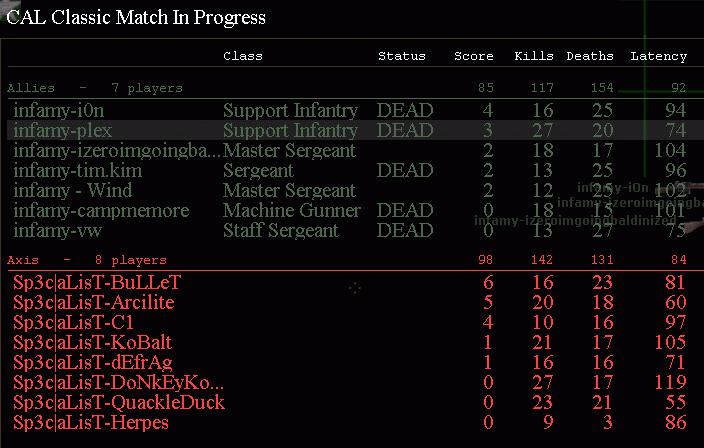 CAL Classic Match In Progress
Class Status Score Kills Deaths Latency
Allies - 7 players 85 117 154 92
infamy-i0n Support Infantry DEAD 4 16 25 94
infamy-plex Support Infantry DEAD 3 27 20 74
infamy-izeroimgoingba... Master Sergeant 2 18 17 104
infamy-tim.kim Sergeant DEAD 2 13 25 96
infamy - Wind Master Sergeant 2 12 25 102
infamy-i0n
infamy-izeroimgoingbaldinized
infamy-campmemore Machine Gunner DEAD 0 18 15 101
infamy-izeroimgoingbaldinized
infamy-vw Staff Sergeant DEAD 0 13 27 75
Axis - 8 players 98 142 131 84
Sp3c|aLisT-BuLLeT 6 16 23 81
Sp3c|aLisT-Arcilite 5 20 18 60
Sp3c|aLisT-C1 4 10 16 97
Sp3c|aLisT-KoBalt 1 21 17 105
Sp3c|aLisT-dEfrAg 1 16 16 71
Sp3c|aLisT-DoNkEyKo... 0 27 17 119
Sp3c|aLisT-QuackleDuck 0 23 21 55
Sp3c|aLisT-Herpes 0 9 3 86